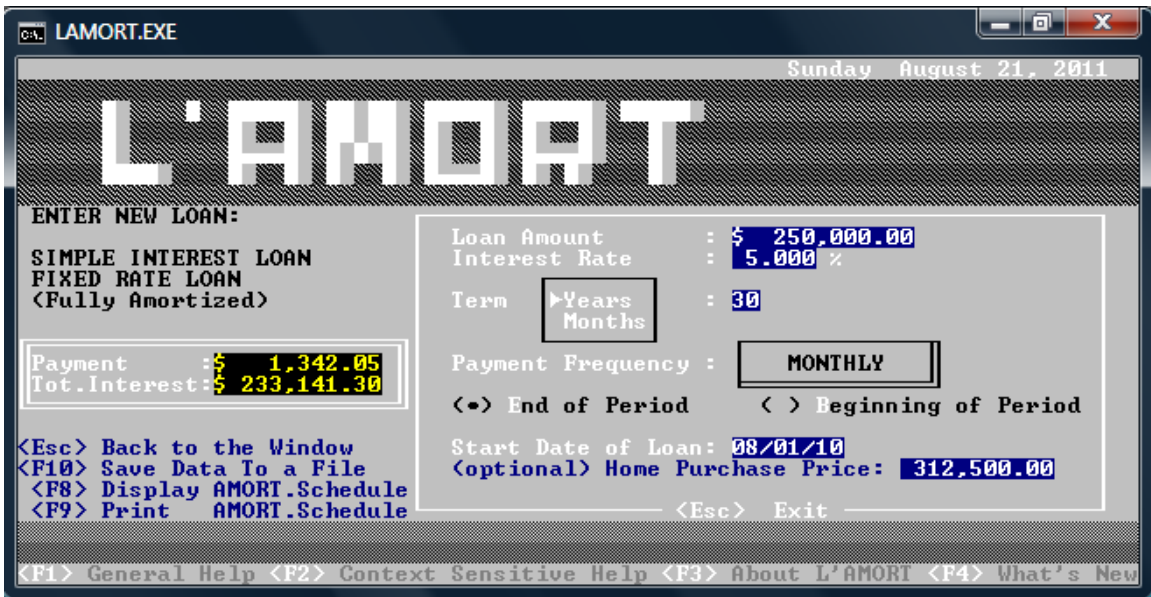 C:\. LAMORT.EXE
Sunday August 21, 2011
L'AMORT
ENTER NEW LOAN:
SIMPLE INTEREST LOAN
FIXED RATE LOAN
(Fully Amortized)
Payment :$ 1,342.05
Tot.Interest:$ 233,141.30
<Esc> Back to the Window
<F10> Save Data To a File
<F8> Display AMORT.Schedule
<F9> Print AMORT.Schedule
Loan Amount : $ 250,000.00
Interest Rate : 5.000 %
Term ►Years : 30
Months
Payment Frequency : MONTHLY
(•) End of Period ( ) Beginning of Period
Start Date of Loan: 08/01/10
(optional) Home Purchase Price: 312,500.00
<Esc> Exit
<F1> General Help <F2> Context Sensitive Help <F3> About L'AMORT <F4> What's New